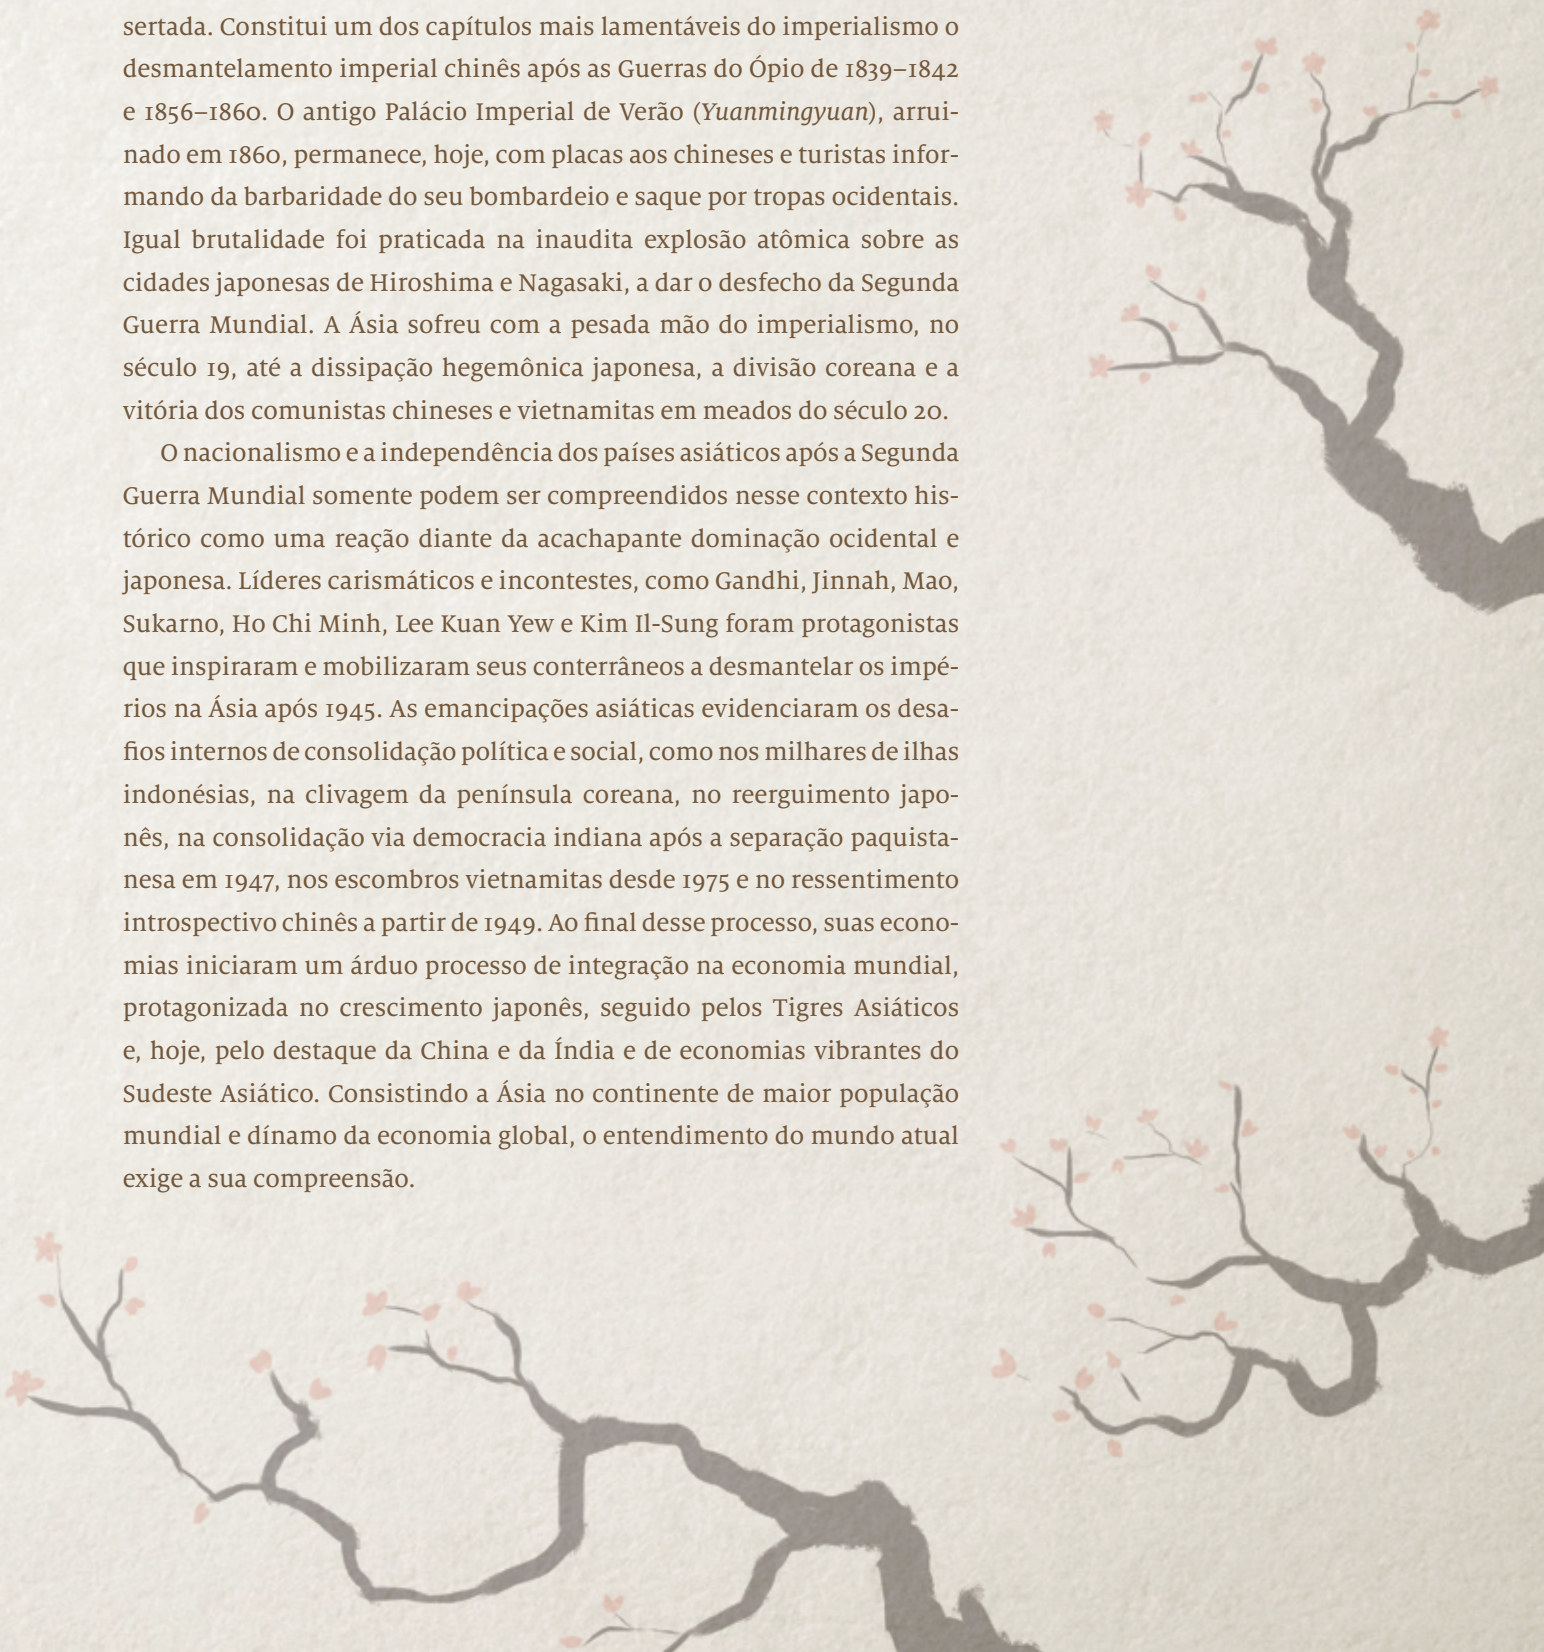 sertada. Constitui um dos capítulos mais lamentáveis do imperialismo o
desmantelamento imperial chinês após as Guerras do Ópio de 1839–1842
e 1856–1860. O antigo Palácio Imperial de Verão (Yuanmingyuan), arrui-
nado em 1860, permanece, hoje, com placas aos chineses e turistas infor-
mando da barbaridade do seu bombardeio e saque por tropas ocidentais.
Igual brutalidade foi praticada na inaudita explosão atômica sobre as
cidades japonesas de Hiroshima e Nagasaki, a dar o desfecho da Segunda
Guerra Mundial. A Ásia sofreu com a pesada mão do imperialismo, no
século 19, até a dissipação hegemônica japonesa, a divisão coreana e a
vitória dos comunistas chineses e vietnamitas em meados do século 20.
O nacionalismo e a independência dos países asiáticos após a Segunda
Guerra Mundial somente podem ser compreendidos nesse contexto his-
tórico como uma reação diante da acachapante dominação ocidental e
japonesa. Líderes carismáticos e incontestes, como Gandhi, Jinnah, Mao,
Sukarno, Ho Chi Minh, Lee Kuan Yew e Kim Il-Sung foram protagonistas
que inspiraram e mobilizaram seus conterrâneos a desmantelar os impé-
rios na Ásia após 1945. As emancipações asiáticas evidenciaram os desa-
fios internos de consolidação política e social, como nos milhares de ilhas
indonésias, na clivagem da península coreana, no reerguimento japo-
nês, na consolidação via democracia indiana após a separação paquista-
nesa em 1947, nos escombros vietnamitas desde 1975 e no ressentimento
introspectivo chinês a partir de 1949. Ao final desse processo, suas econo-
mias iniciaram um árduo processo de integração na economia mundial,
protagonizada no crescimento japonês, seguido pelos Tigres Asiáticos
e, hoje, pelo destaque da China e da Índia e de economias vibrantes do
Sudeste Asiático. Consistindo a Ásia no continente de maior população
mundial e dínamo da economia global, o entendimento do mundo atual
exige a sua compreensão.